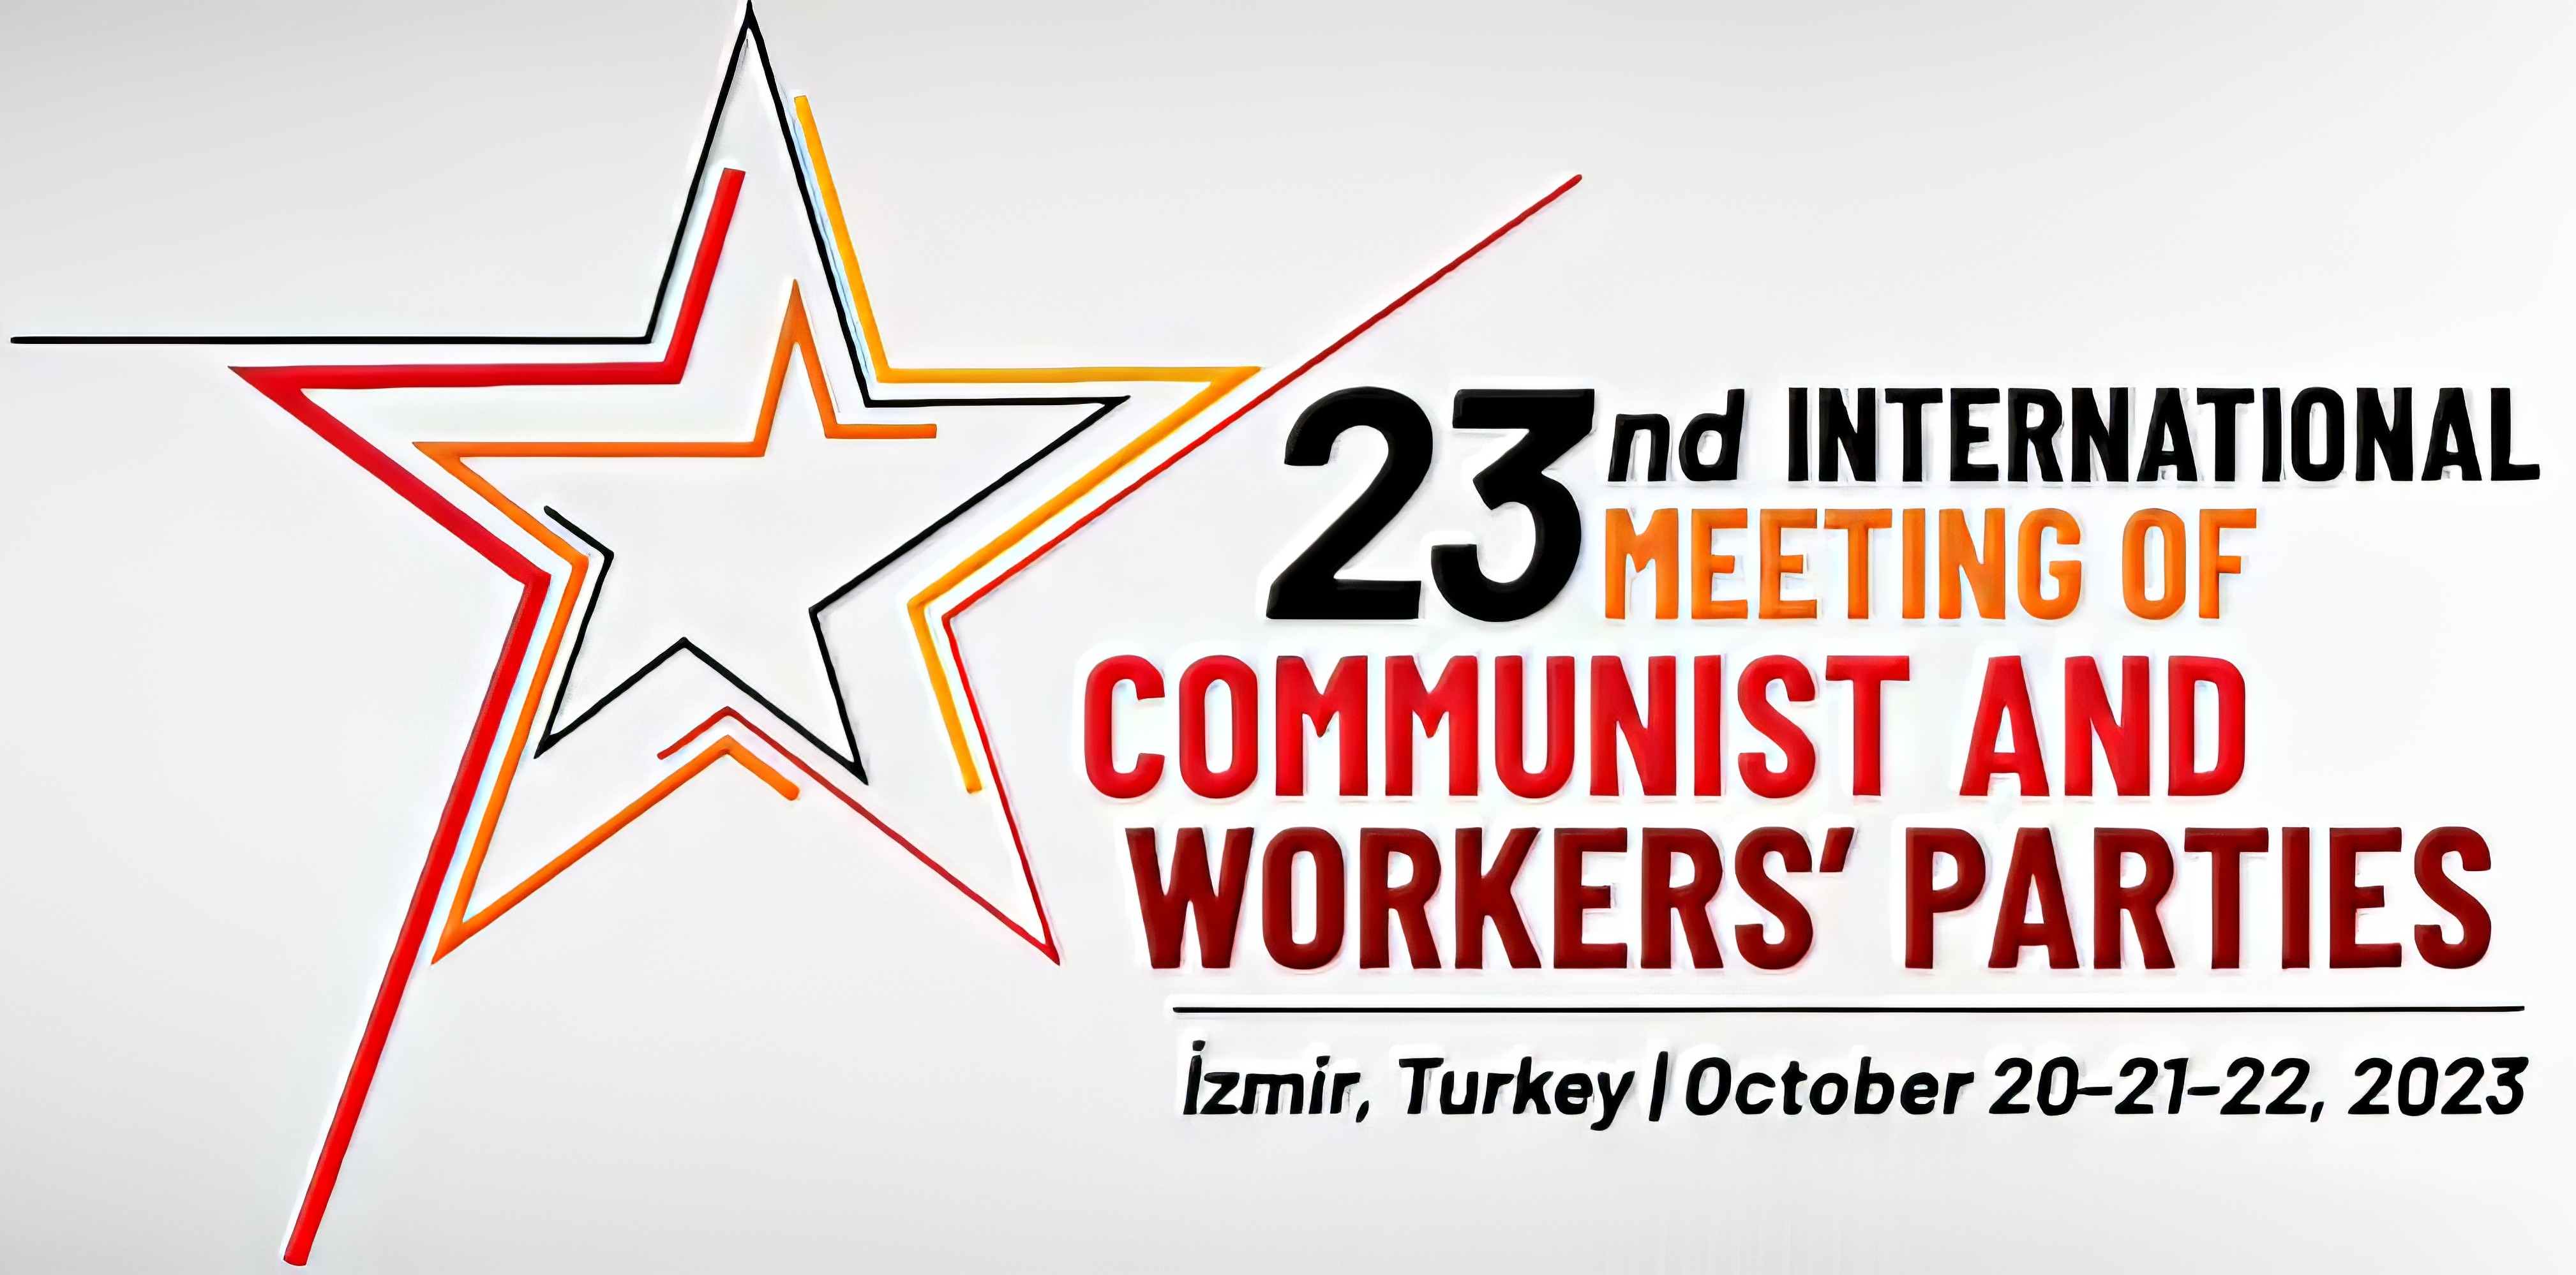 23nd INTERNATIONAL
MEETING OF
COMMUNIST AND
WORKERS' PARTIES
İzmir, Turkey | October 20-21-22, 2023